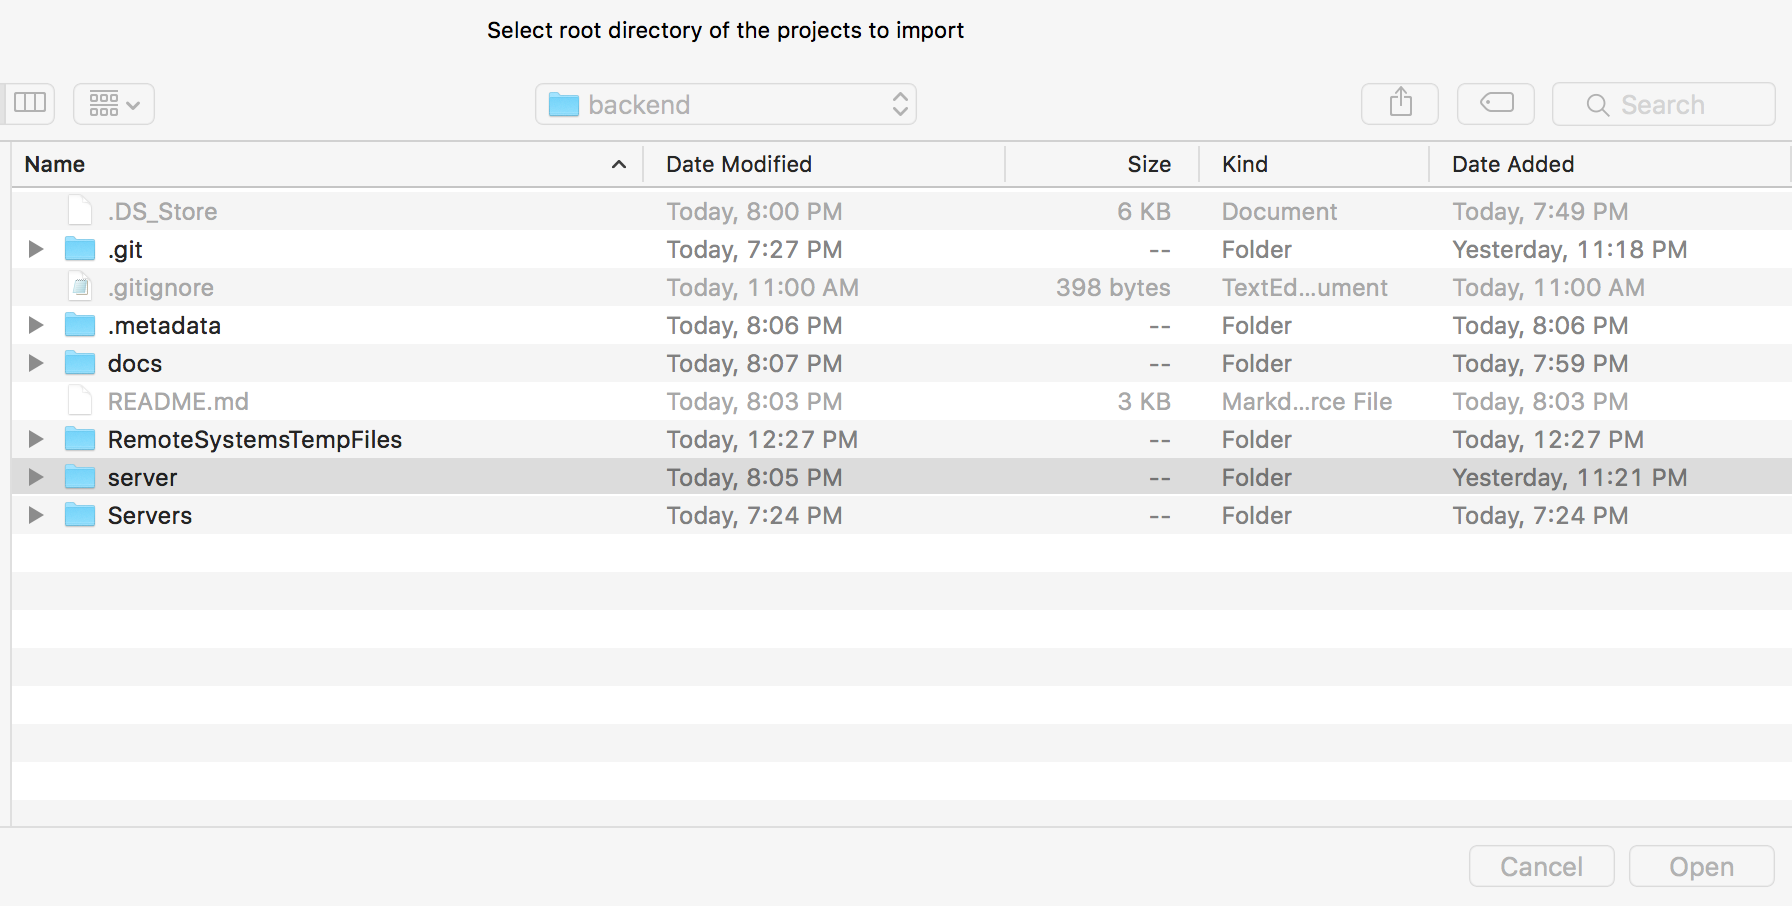 Select root directory of the projects to import
backend
Search
Name Date Modified Size Kind Date Added
.DS_Store Today, 8:00 PM 6 KB Document Today, 7:49 PM
.git Today, 7:27 PM -- Folder Yesterday, 11:18 PM
.gitignore Today, 11:00 AM 398 bytes TextEd...ument Today, 11:00 AM
.metadata Today, 8:06 PM -- Folder Today, 8:06 PM
docs Today, 8:07 PM -- Folder Today, 7:59 PM
README.md Today, 8:03 PM 3 KB Markd...rce File Today, 8:03 PM
RemoteSystemsTempFiles Today, 12:27 PM -- Folder Today, 12:27 PM
server Today, 8:05 PM -- Folder Yesterday, 11:21 PM
Servers Today, 7:24 PM -- Folder Today, 7:24 PM
Cancel Open